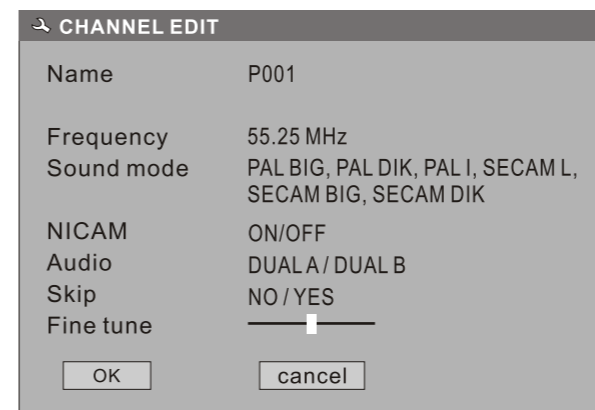 CHANNEL EDIT
Name P001
Frequency 55.25 MHz
Sound mode PAL BIG, PAL DIK, PAL I, SECAM L,
SECAM BIG, SECAM DIK
NICAM ON/OFF
Audio DUAL A / DUAL B
Skip NO / YES
Fine tune
OK cancel